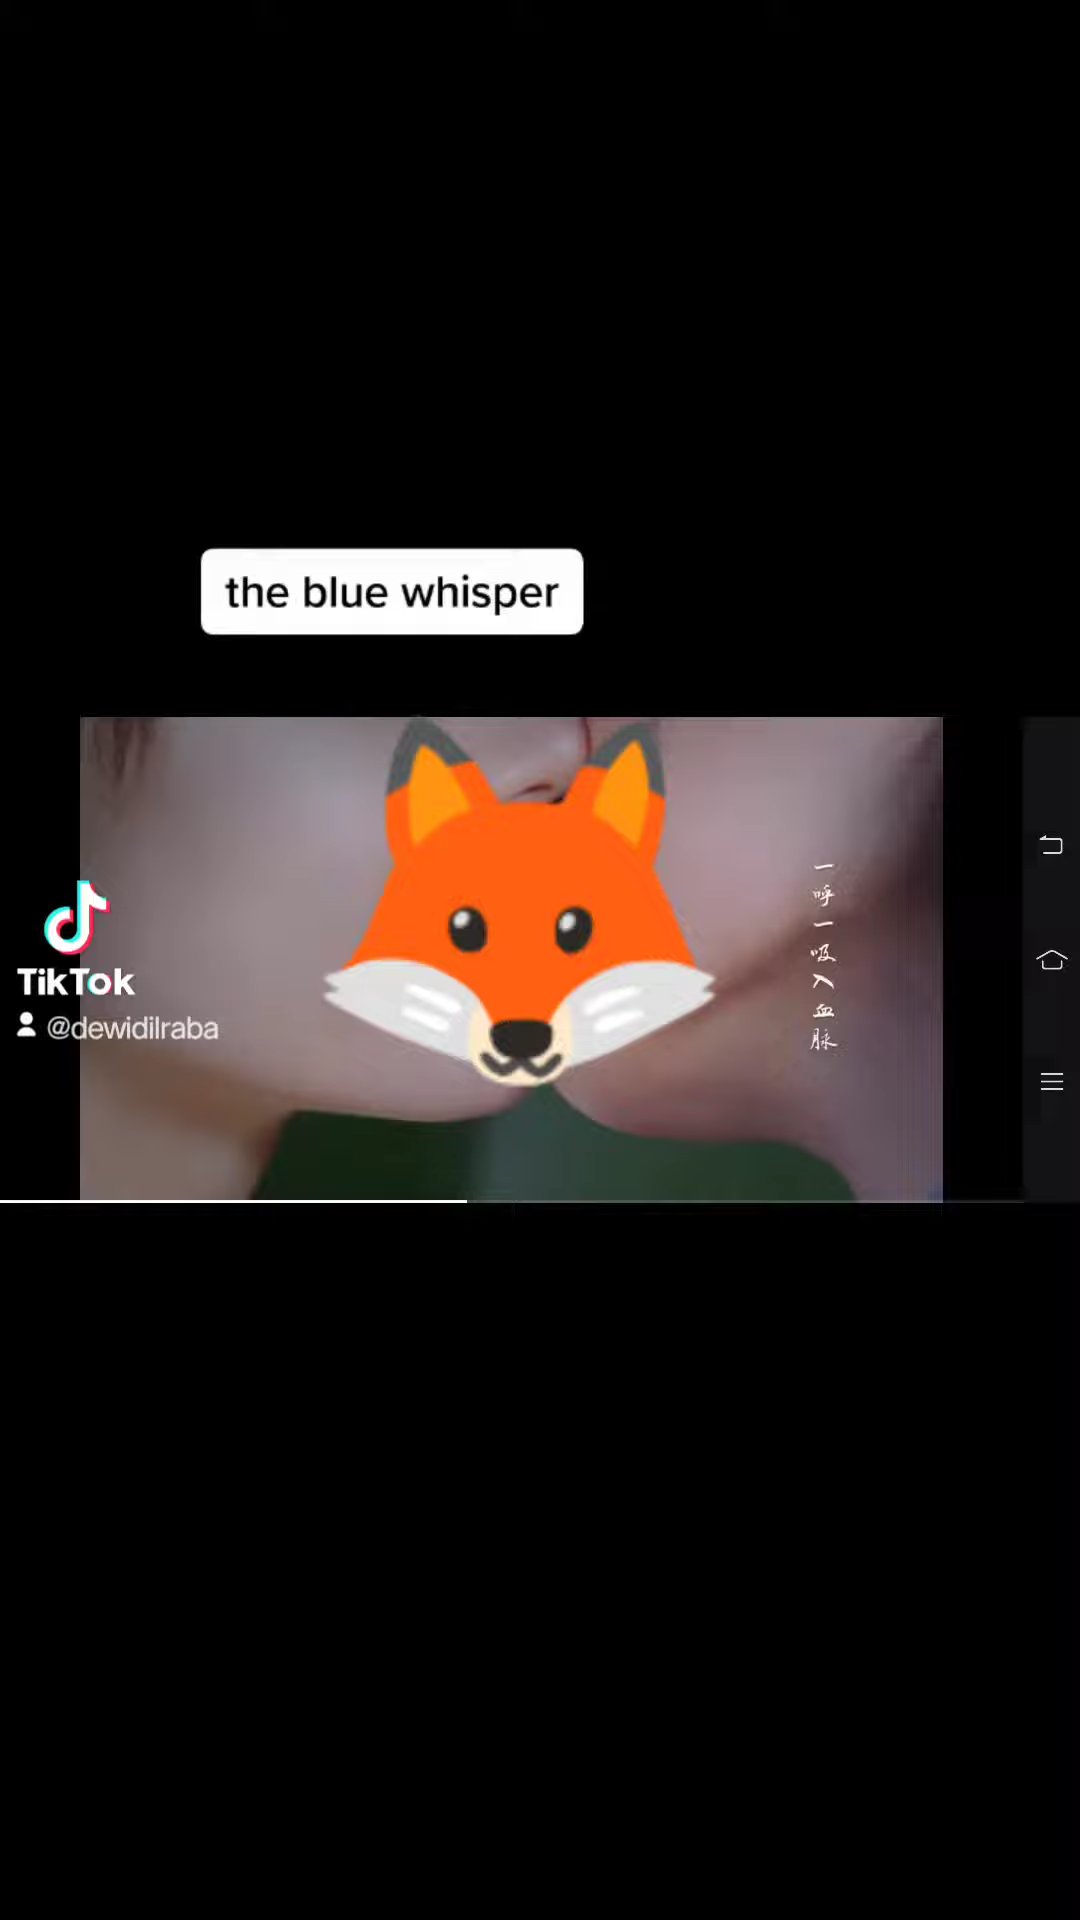 the blue whisper
一呼一吸入血脉
TikTok
@dewidilraba